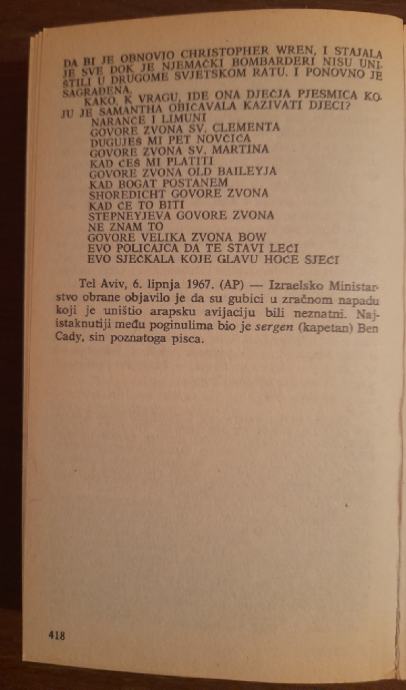 DA BI JE OBNOVIO CHRISTOPHER WREN, I STAJALA
JE SVE DOK JE NJEMAČKI BOMBARDERI NISU UNI-
ŠTILI U DRUGOME SVJETSKOM RATU. I PONOVNO JE
SAGRAĐENA.
KAKO, K VRAGU, IDE ONA DJEČJA PJESMICA KO-
JU JE SAMANTHA OBIČAVALA KAZIVATI DJECI?
NARANČE I LIMUNI
GOVORE ZVONA SV. CLEMENTA
DUGUJEŠ MI PET NOVČIĆA
GOVORE ZVONA SV. MARTINA
KAD ĆEŠ MI PLATITI
GOVORE ZVONA OLD BAILEYJA
KAD BOGAT POSTANEM
SHOREDICHT GOVORE ZVONA
KAD ĆE TO BITI
STEPNEYJEVA GOVORE ZVONA
NE ZNAM TO
GOVORE VELIKA ZVONA BOW
EVO POLICAJCA DA TE STAVI LEĆI
EVO SJEČKALA KOJE GLAVU HOĆE SJEĆI
Tel Aviv, 6. lipnja 1967. (AP) — Izraelsko Ministar-
stvo obrane objavilo je da su gubici u zračnom napadu
koji je uništio arapsku avijaciju bili neznatni. Naj-
istaknutiji među poginulima bio je sergen (kapetan) Ben
Cady, sin poznatoga pisca.
418